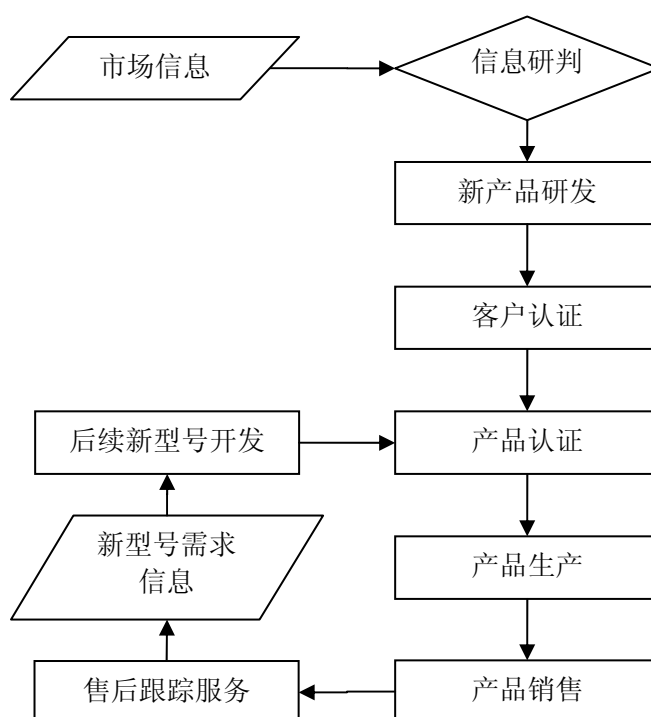 市场信息
信息研判
新产品研发
客户认证
后续新型号开发
产品认证
新型号需求
信息
产品生产
售后跟踪服务
产品销售